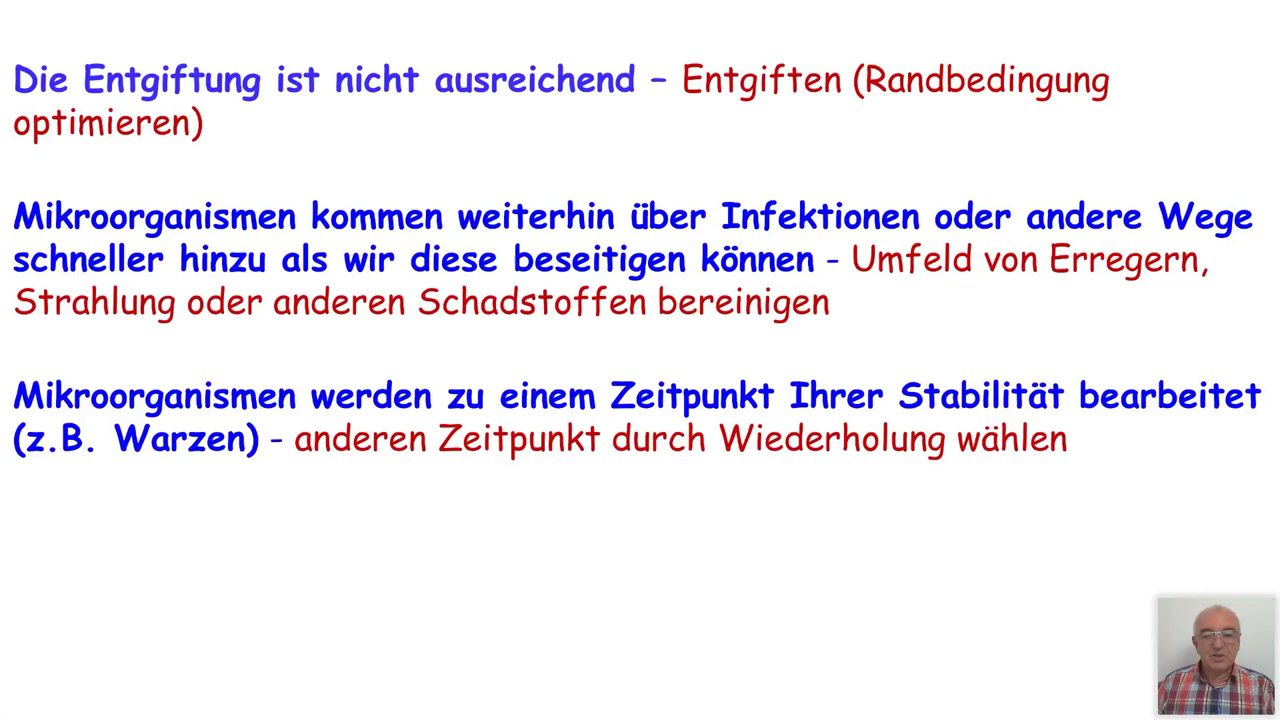 Die Entgiftung ist nicht ausreichend – Entgiften (Randbedingung
optimieren)
Mikroorganismen kommen weiterhin über Infektionen oder andere Wege
schneller hinzu als wir diese beseitigen können - Umfeld von Erregern,
Strahlung oder anderen Schadstoffen bereinigen
Mikroorganismen werden zu einem Zeitpunkt Ihrer Stabilität bearbeitet
(z.B. Warzen) - anderen Zeitpunkt durch Wiederholung wählen